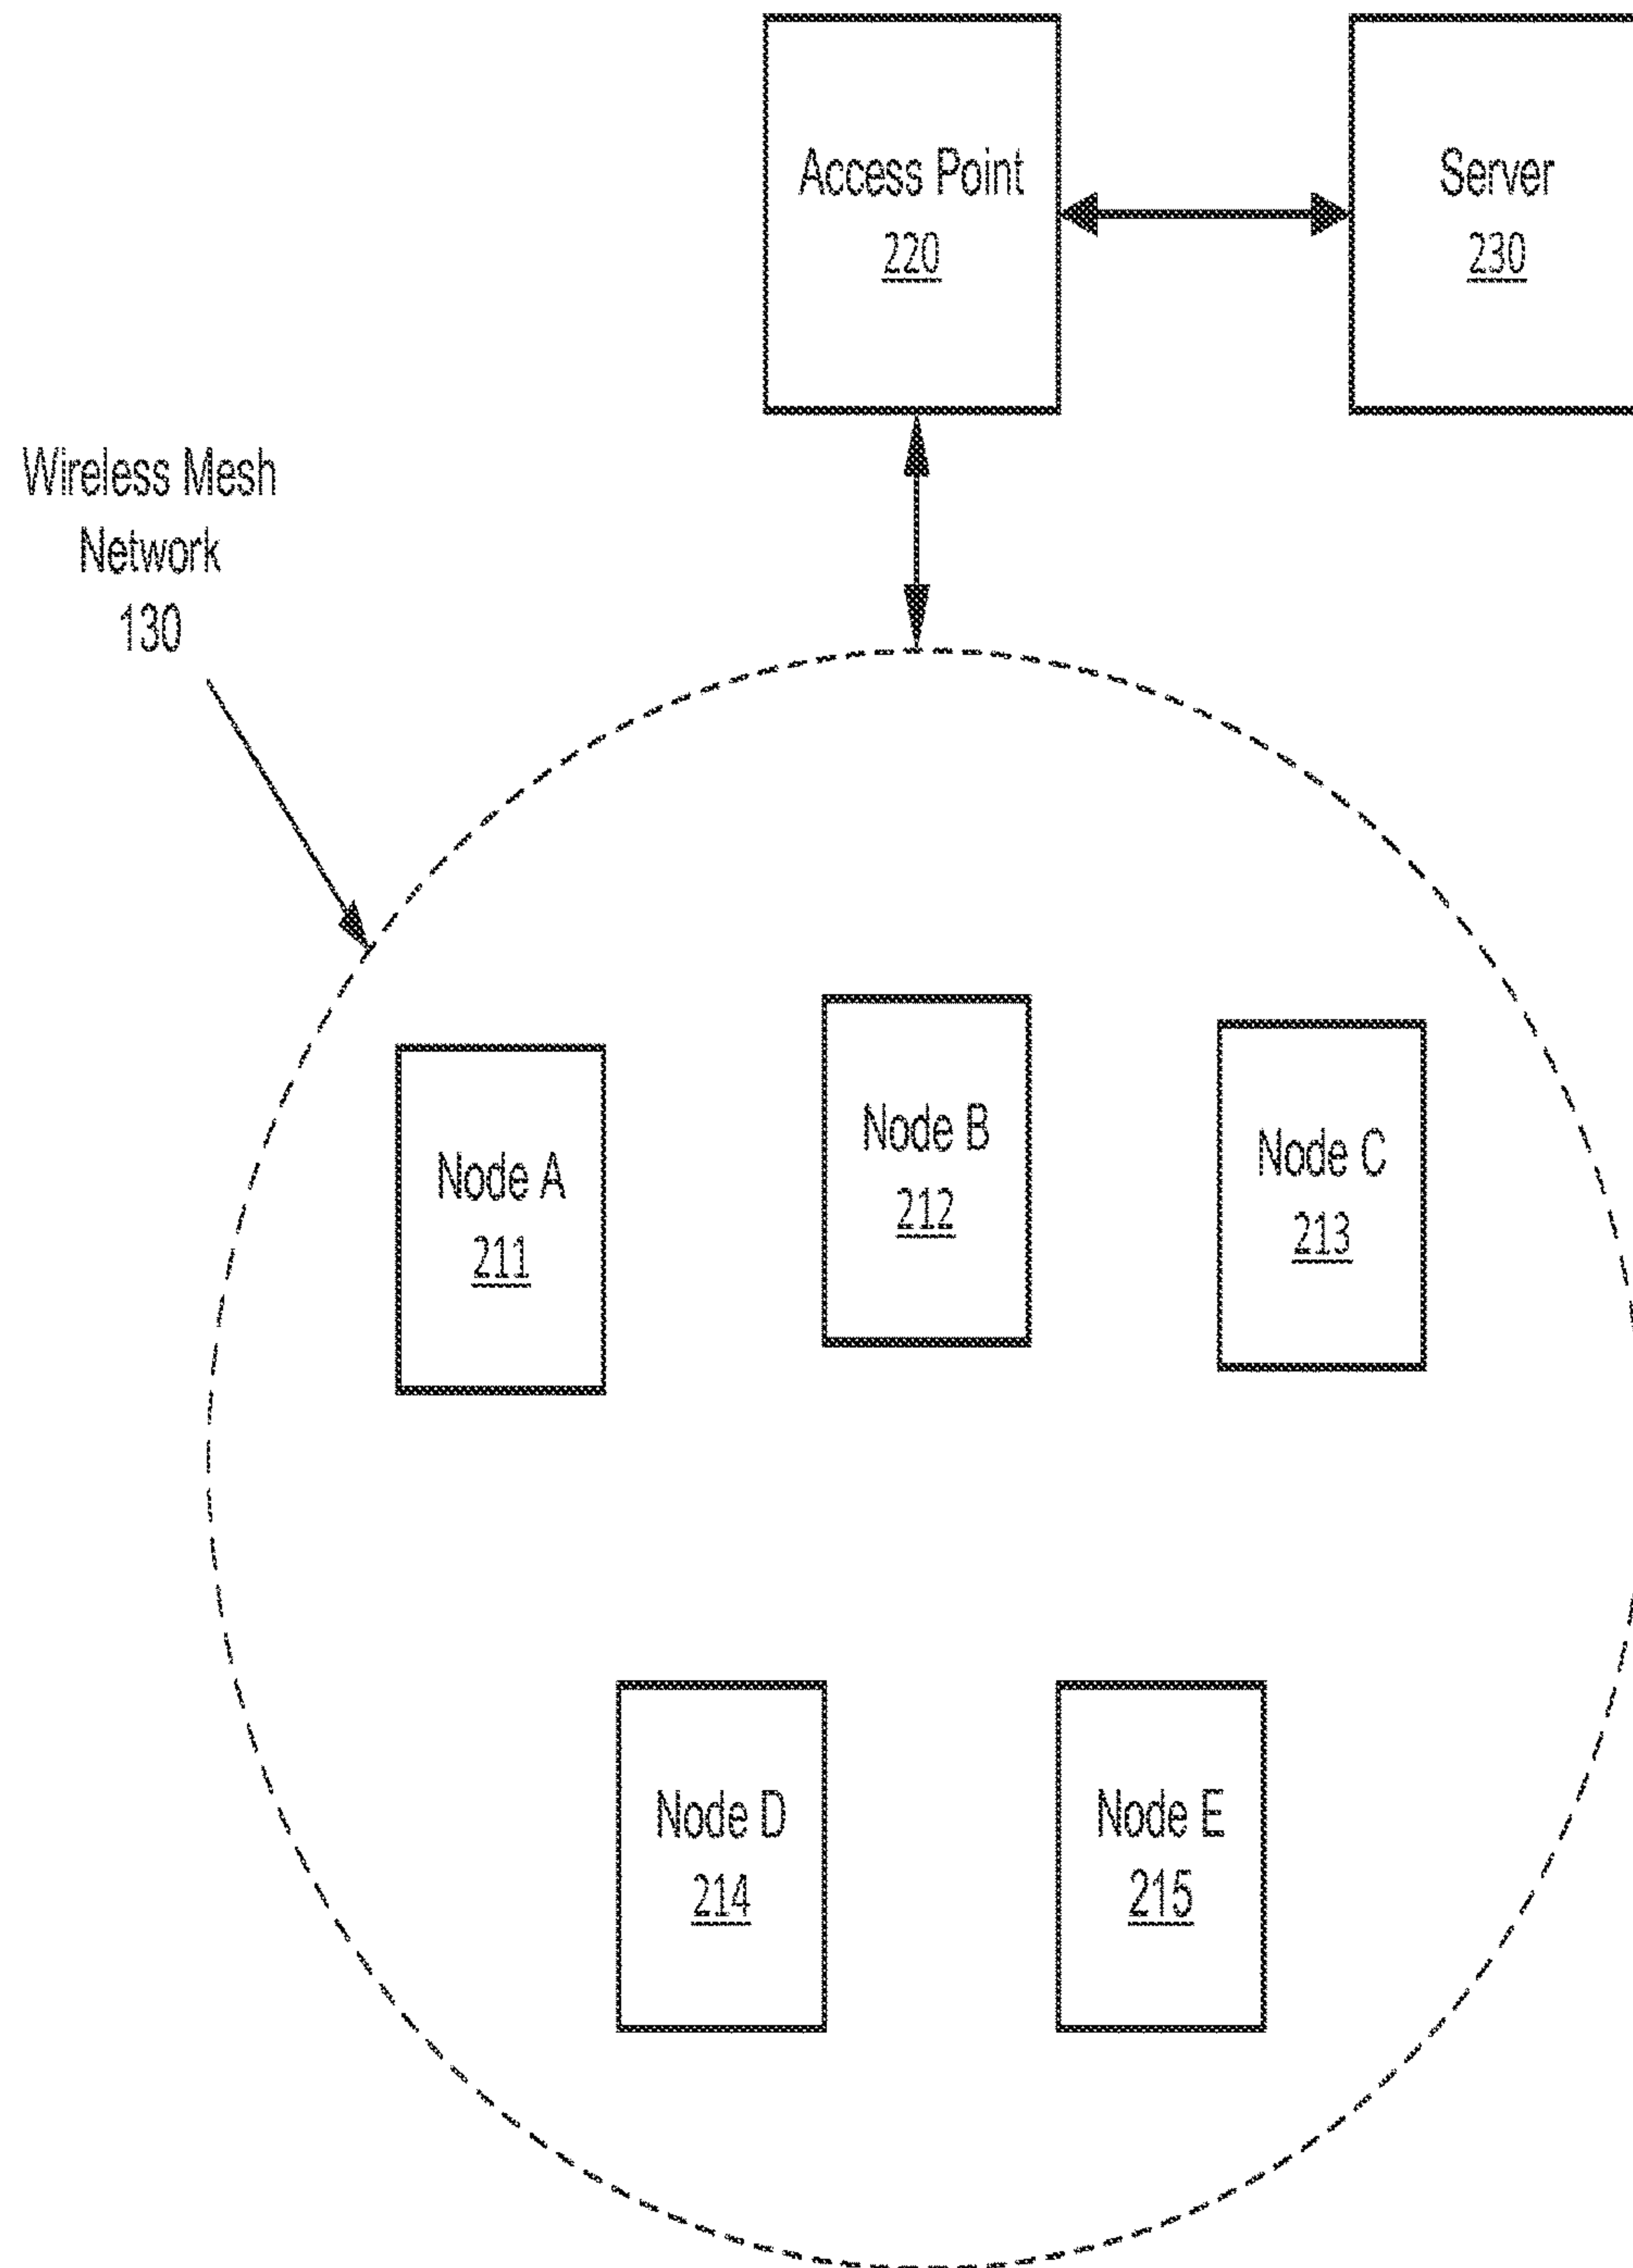 Access Point
220
Server
230
Wireless Mesh
Network
130
Node A
211
Node B
212
Node C
213
Node D
214
Node E
215